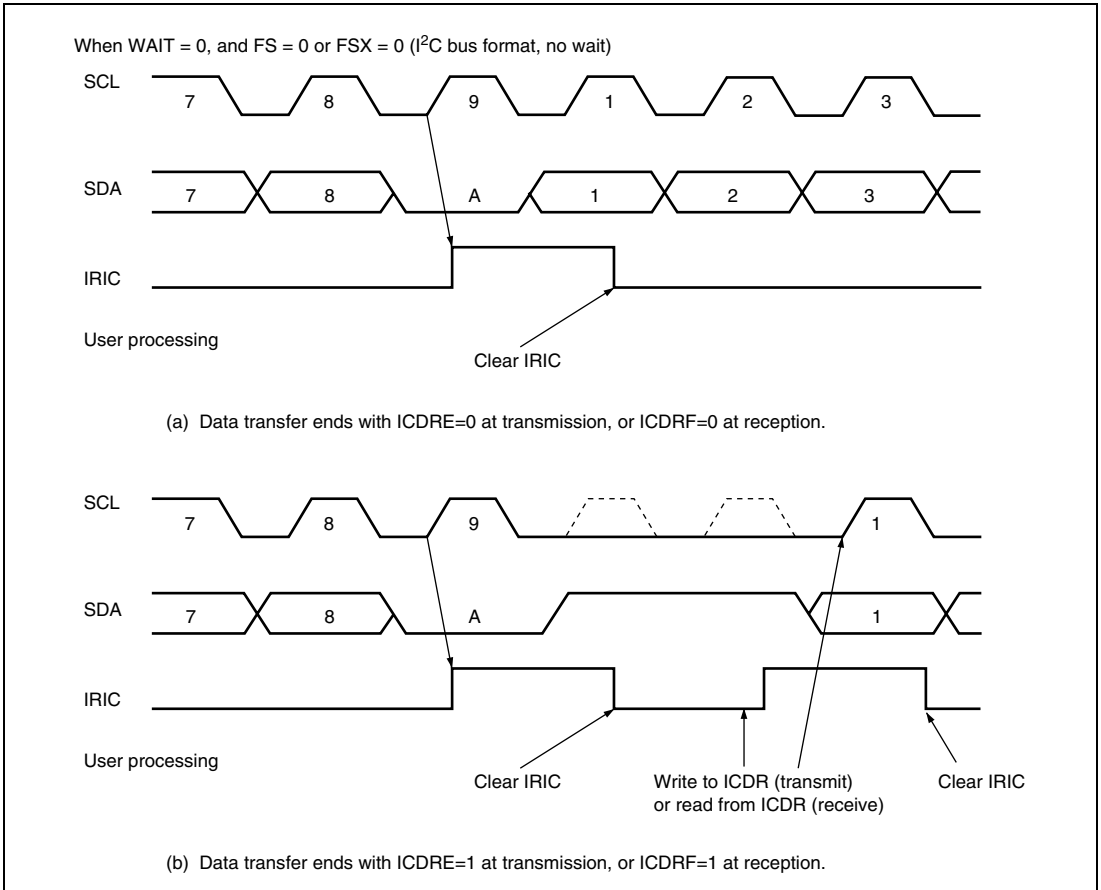 When WAIT = 0, and FS = 0 or FSX = 0 (I²C bus format, no wait)
SCL
7 8 9 1 2 3
SDA
7 8 A 1 2 3
IRIC
User processing
Clear IRIC
(a) Data transfer ends with ICDRE=0 at transmission, or ICDRF=0 at reception.
SCL
7 8 9 1
SDA
7 8 A 1
IRIC
User processing
Clear IRIC Write to ICDR (transmit) Clear IRIC
or read from ICDR (receive)
(b) Data transfer ends with ICDRE=1 at transmission, or ICDRF=1 at reception.